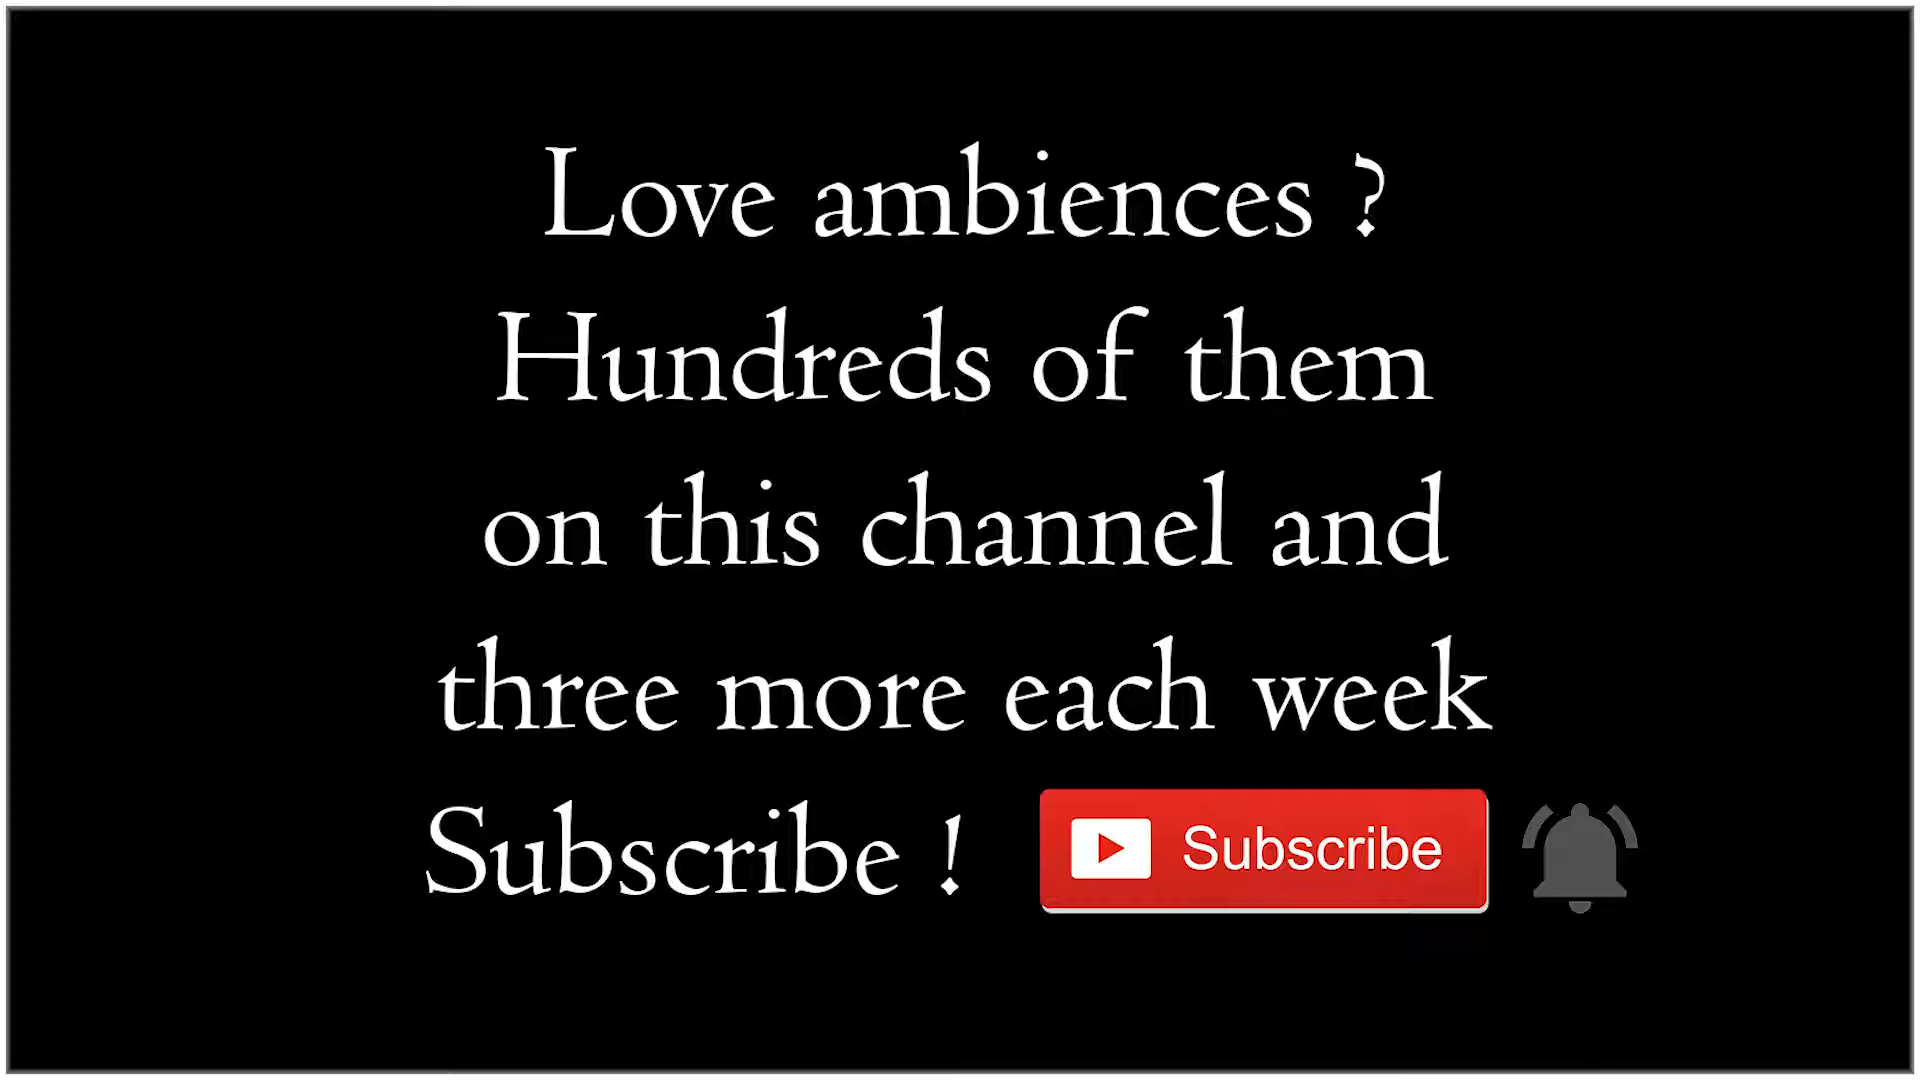 Love ambiences ?
Hundreds of them
on this channel and
three more each week
Subscribe ! Subscribe